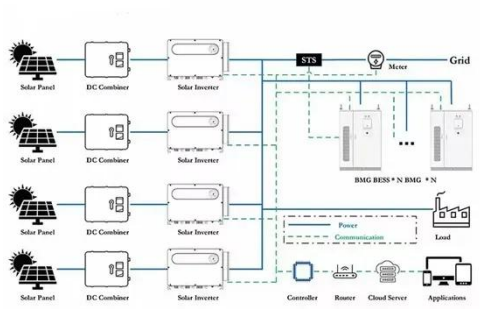 STS
Meter
Grid
Solar Panel DC Combiner Solar Inverter
Solar Panel DC Combiner Solar Inverter
BMG BESS * N BMG * N
Solar Panel DC Combiner Solar Inverter
Power
Communication
Load
Solar Panel DC Combiner Solar Inverter
Controller Router Cloud Server Applications